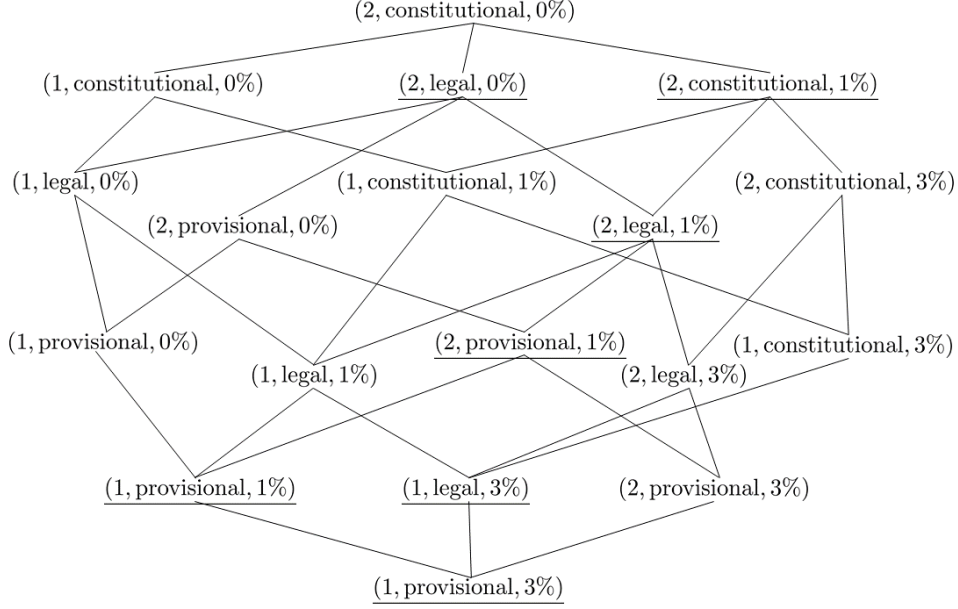 (2, constitutional, 0%)
(1, constitutional, 0%)
(2, legal, 0%)
(2, constitutional, 1%)
(1, legal, 0%)
(1, constitutional, 1%)
(2, constitutional, 3%)
(2, provisional, 0%)
(2, legal, 1%)
(1, provisional, 0%)
(2, provisional, 1%)
(1, constitutional, 3%)
(1, legal, 1%)
(2, legal, 3%)
(1, provisional, 1%)
(1, legal, 3%)
(2, provisional, 3%)
(1, provisional, 3%)